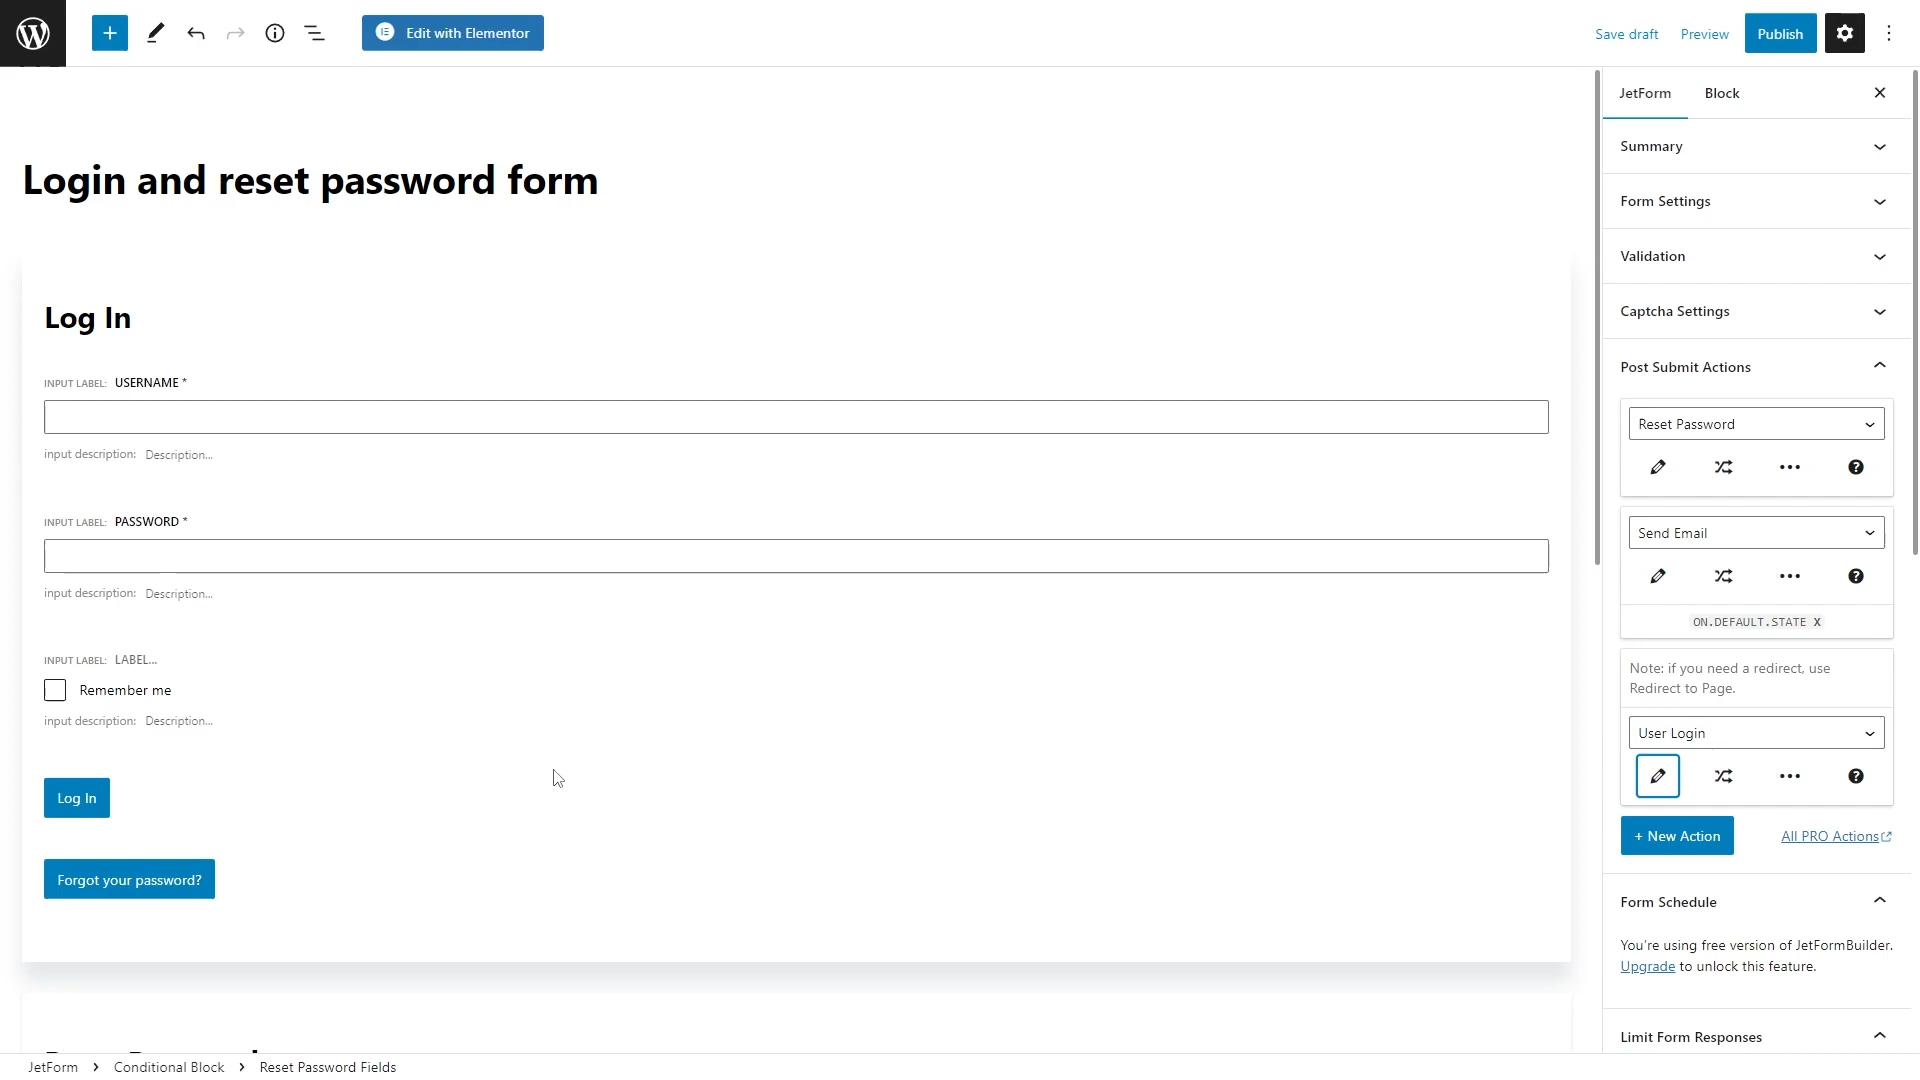 Edit with Elementor
Save draft
Preview
Publish
JetForm
Block
Login and reset password form
Log In
INPUT LABEL: USERNAME *
input description: Description...
INPUT LABEL: PASSWORD *
input description: Description...
INPUT LABEL: LABEL...
Remember me
input description: Description...
Log In
Forgot your password?
Summary
Form Settings
Validation
Captcha Settings
Post Submit Actions
Reset Password
Send Email
ON.DEFAULT.STATE X
Note: if you need a redirect, use
Redirect to Page.
User Login
+ New Action
All PRO Actions
Form Schedule
You're using free version of JetFormBuilder.
Upgrade to unlock this feature.
Limit Form Responses
JetForm > Conditional Block > Reset Password Fields